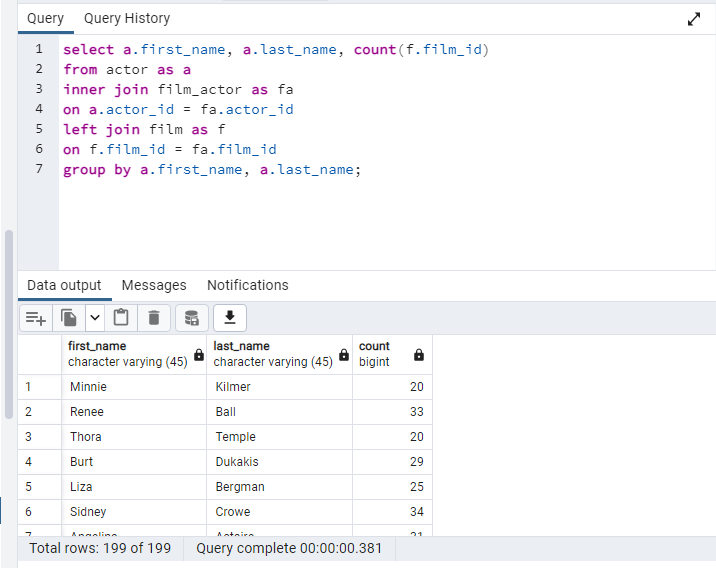 Query Query History
1 select a.first_name, a.last_name, count(f.film_id)
2 from actor as a
3 inner join film_actor as fa
4 on a.actor_id = fa.actor_id
5 left join film as f
6 on f.film_id = fa.film_id
7 group by a.first_name, a.last_name;
Data output Messages Notifications
first_name last_name count
character varying (45) character varying (45) bigint
1 Minnie Kilmer 20
2 Renee Ball 33
3 Thora Temple 20
4 Burt Dukakis 29
5 Liza Bergman 25
6 Sidney Crowe 34
7 Angelina Astaire 31
Total rows: 199 of 199 Query complete 00:00:00.381